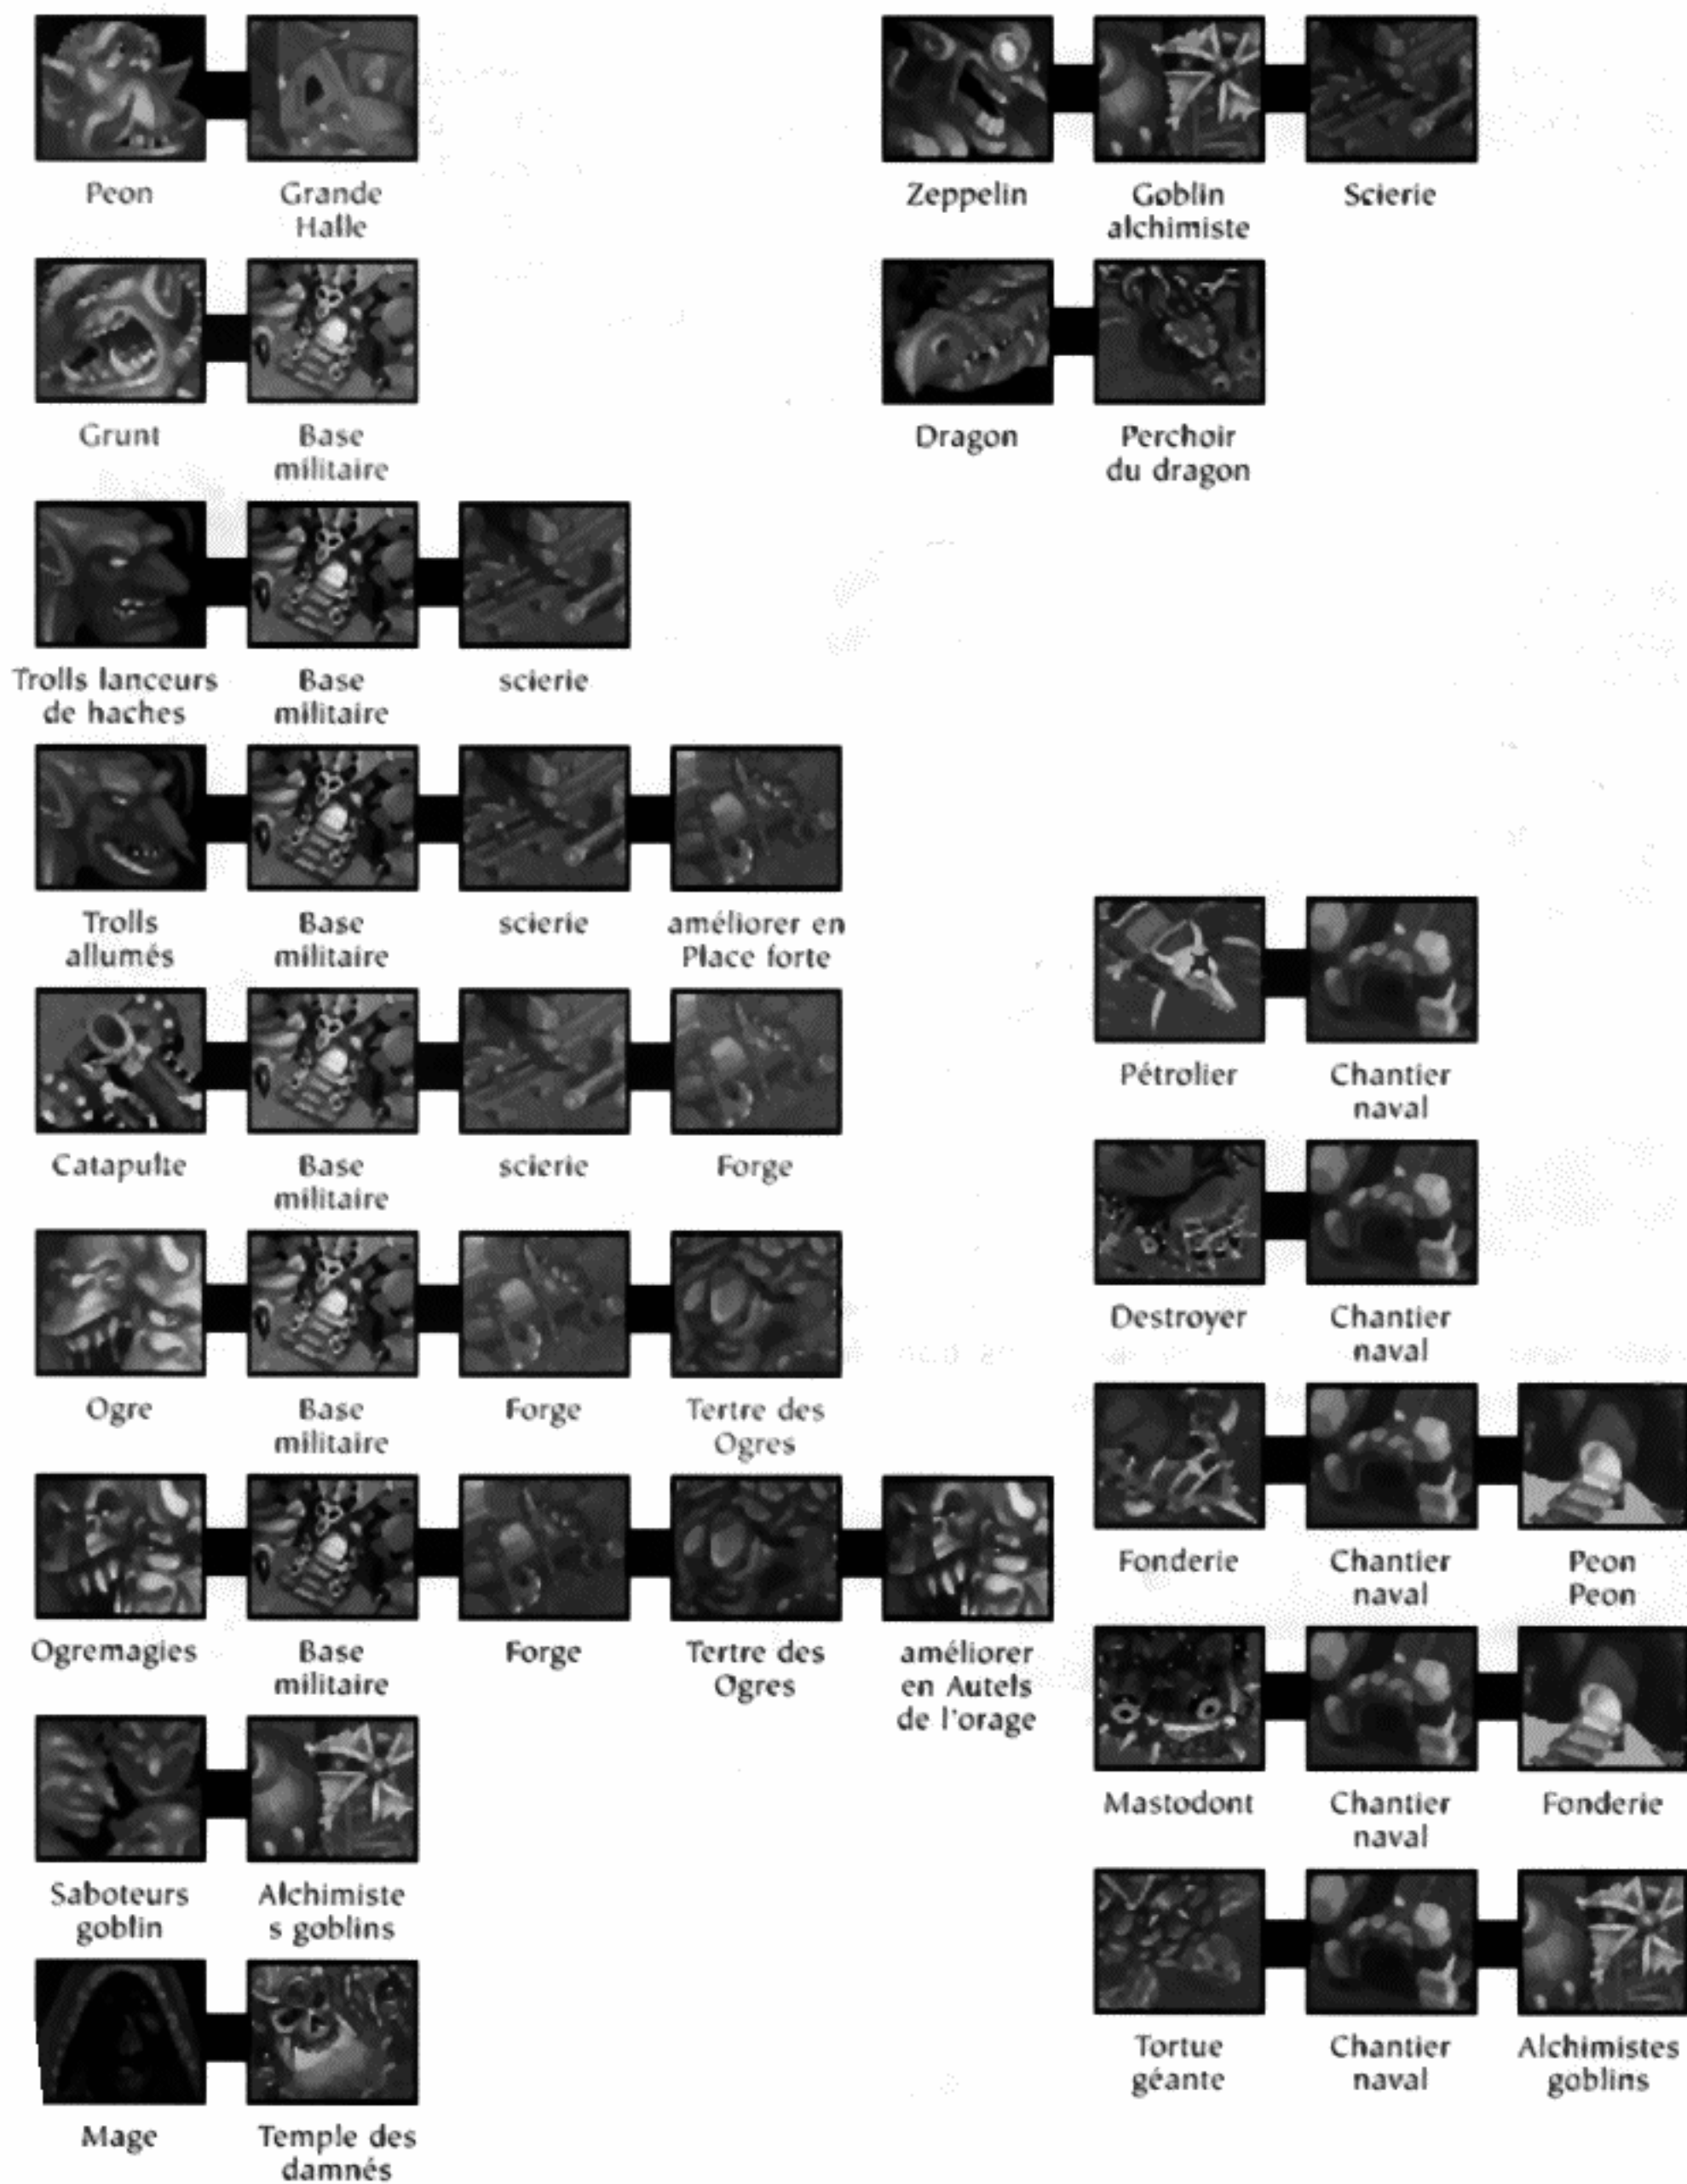 Peon
Grande
Halle
Grunt
Base
militaire
Trolls lanceurs
de haches
Base
militaire
scierie
Trolls
allumés
Base
militaire
scierie
améliorer en
Place forte
Catapulte
Base
militaire
scierie
Forge
Ogre
Base
militaire
Forge
Tertre des
Ogres
Ogremagies
Base
militaire
Forge
Tertre des
Ogres
améliorer
en Autels
de l'orage
Saboteurs
goblin
Alchimiste
s goblins
Mage
Temple des
damnés
Zeppelin
Goblin
alchimiste
Scierie
Dragon
Perchoir
du dragon
Pétrolier
Chantier
naval
Destroyer
Chantier
naval
Fonderie
Chantier
naval
Peon
Peon
Mastodont
Chantier
naval
Fonderie
Tortue
géante
Chantier
naval
Alchimistes
goblins